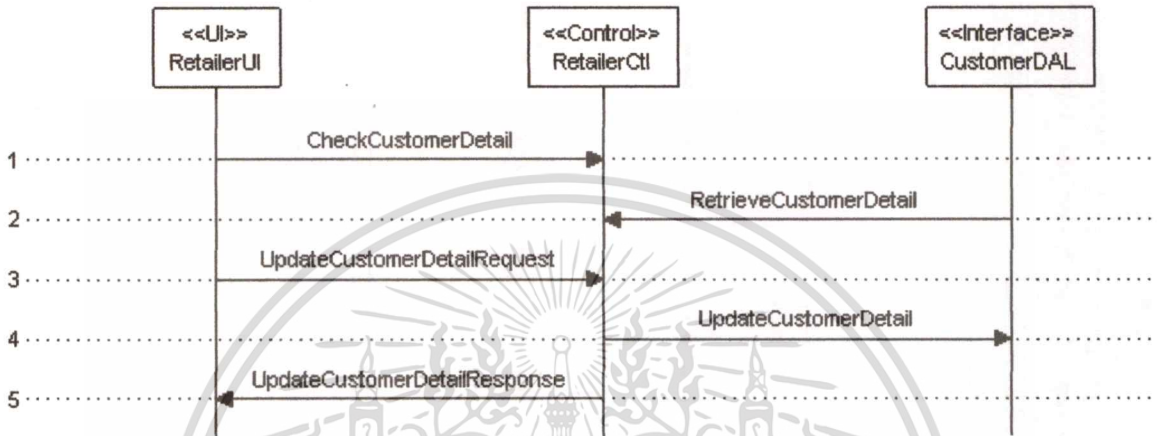 <<UI>>
RetailerUI
<<Control>>
RetailerCtl
<<Interface>>
CustomerDAL
CheckCustomerDetail
1
RetrieveCustomerDetail
2
UpdateCustomerDetailRequest
3
UpdateCustomerDetail
4
UpdateCustomerDetailResponse
5